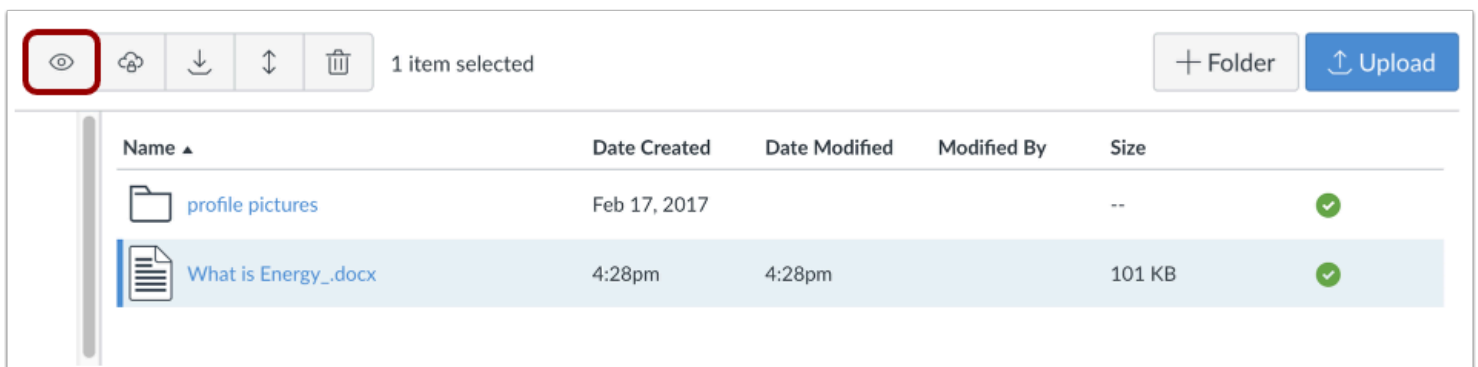 1 item selected + Folder Upload
Name Date Created Date Modified Modified By Size
profile pictures Feb 17, 2017 --
What is Energy_.docx 4:28pm 4:28pm 101 KB